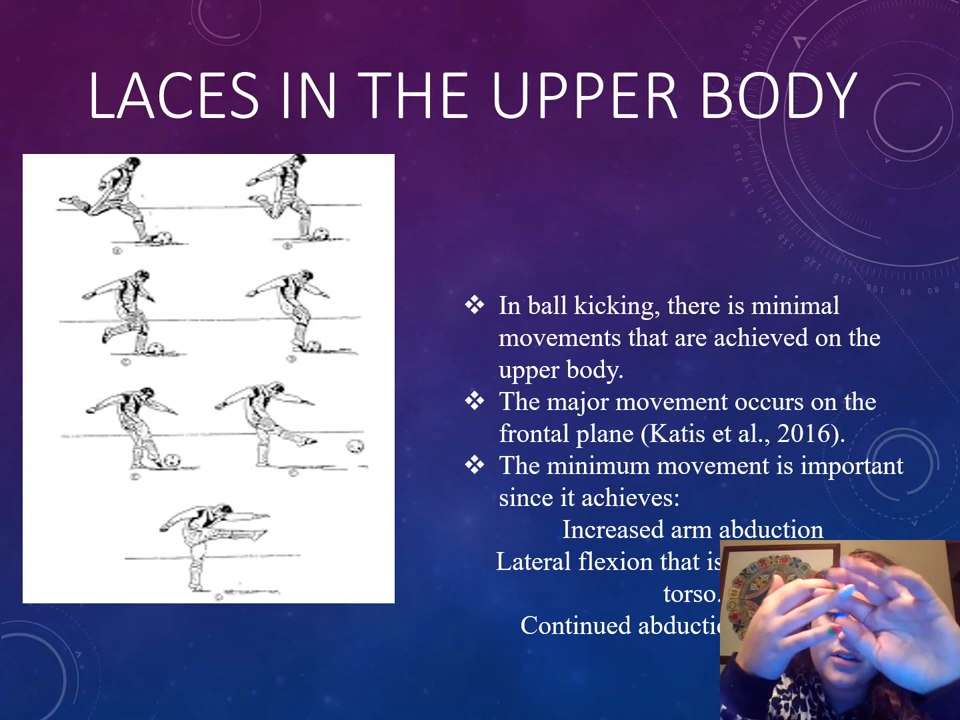 LACES IN THE UPPER BODY
❖ In ball kicking, there is minimal
movements that are achieved on the
upper body.
❖ The major movement occurs on the
frontal plane (Katis et al., 2016).
❖ The minimum movement is important
since it achieves:
Increased arm abduction
Lateral flexion that is
torso.
Continued